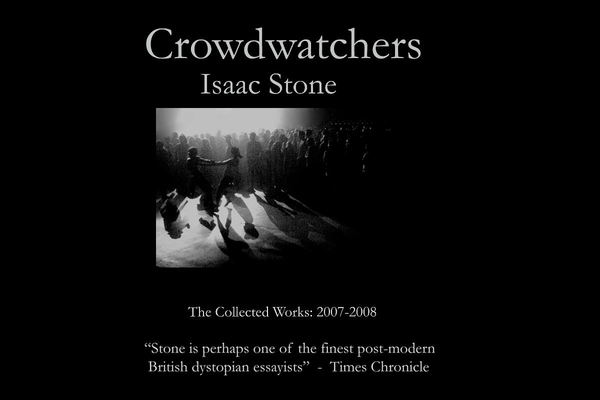 Crowdwatchers
Isaac Stone
The Collected Works: 2007-2008
“Stone is perhaps one of the finest post-modern
British dystopian essayists” - Times Chronicle